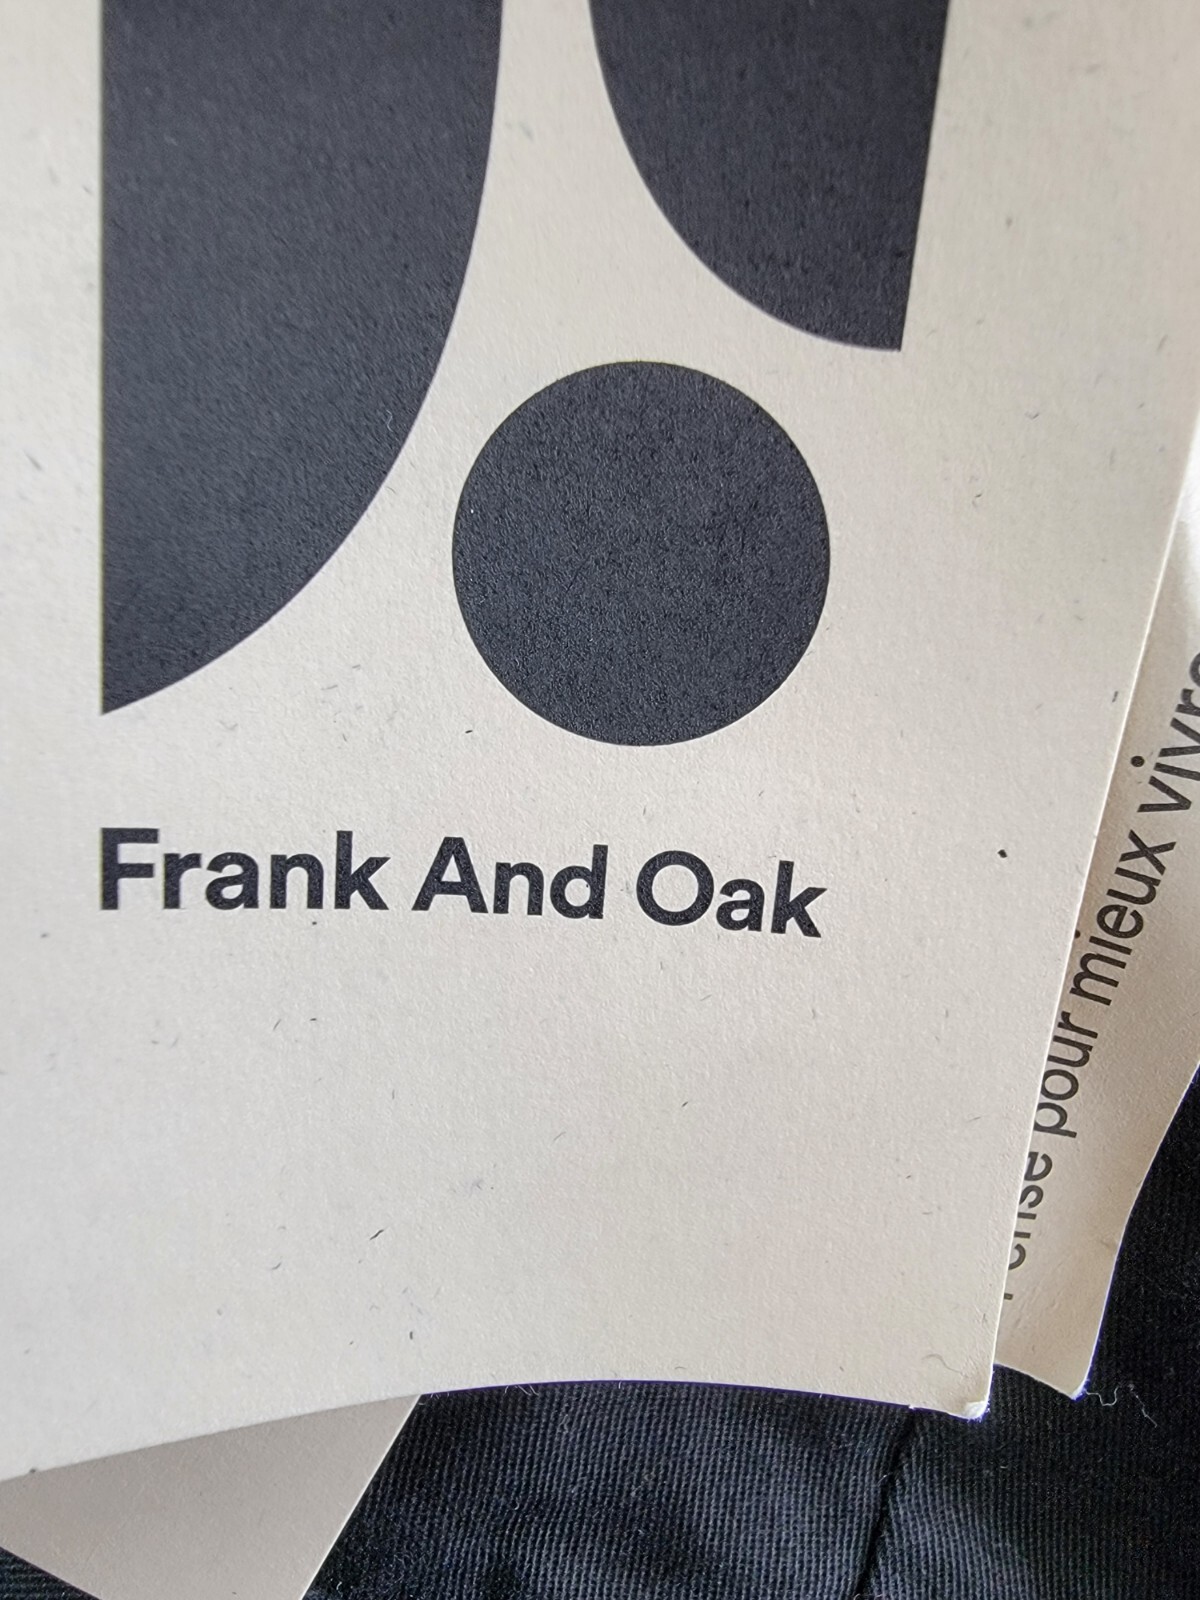 Frank And Oak
pour mieux vivre